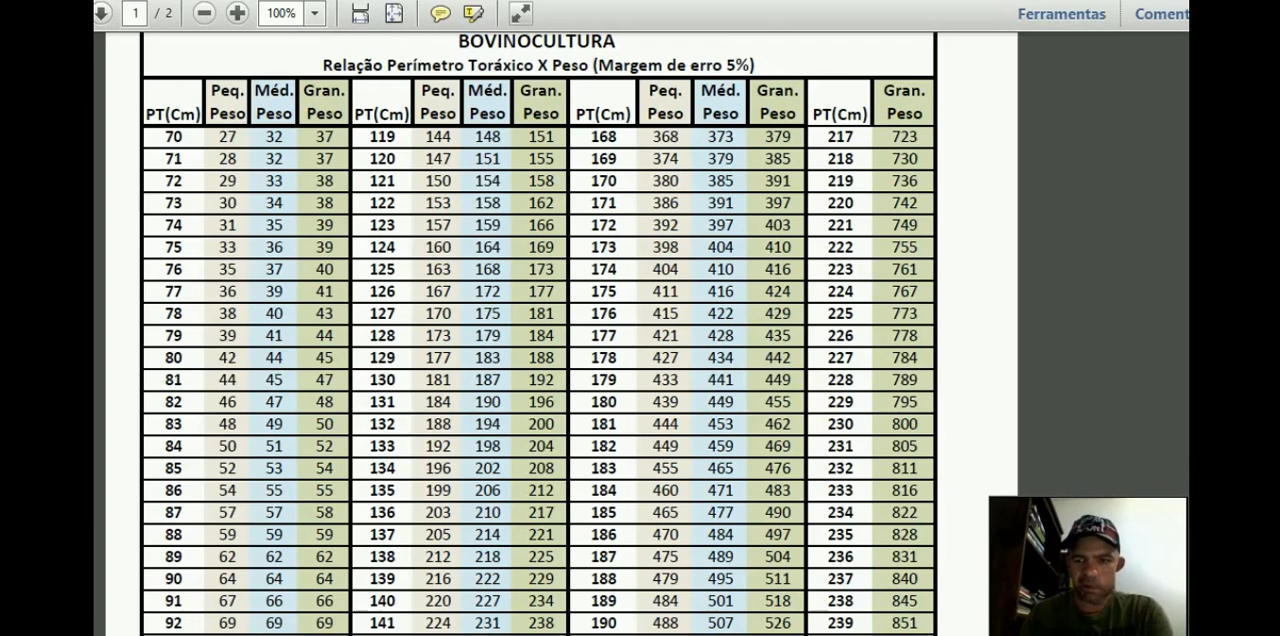 1 / 2 100% Ferramentas Coment
BOVINOCULTURA
Relação Perímetro Toráxico X Peso (Margem de erro 5%)
Peq. Méd. Gran. Peq. Méd. Gran. Peq. Méd. Gran. Gran.
PT(Cm) Peso Peso Peso PT(Cm) Peso Peso Peso PT(Cm) Peso Peso Peso PT(Cm) Peso
70 27 32 37 119 144 148 151 168 368 373 379 217 723
71 28 32 37 120 147 151 155 169 374 379 385 218 730
72 29 33 38 121 150 154 158 170 380 385 391 219 736
73 30 34 38 122 153 158 162 171 386 391 397 220 742
74 31 35 39 123 157 159 166 172 392 397 403 221 749
75 33 36 39 124 160 164 169 173 398 404 410 222 755
76 35 37 40 125 163 168 173 174 404 410 416 223 761
77 36 39 41 126 167 172 177 175 411 416 424 224 767
78 38 40 43 127 170 175 181 176 415 422 429 225 773
79 39 41 44 128 173 179 184 177 421 428 435 226 778
80 42 44 45 129 177 183 188 178 427 434 442 227 784
81 44 45 47 130 181 187 192 179 433 441 449 228 789
82 46 47 48 131 184 190 196 180 439 449 455 229 795
83 48 49 50 132 188 194 200 181 444 453 462 230 800
84 50 51 52 133 192 198 204 182 449 459 469 231 805
85 52 53 54 134 196 202 208 183 455 465 476 232 811
86 54 55 55 135 199 206 212 184 460 471 483 233 816
87 57 57 58 136 203 210 217 185 465 477 490 234 822
88 59 59 59 137 205 214 221 186 470 484 497 235 828
89 62 62 62 138 212 218 225 187 475 489 504 236 831
90 64 64 64 139 216 222 229 188 479 495 511 237 840
91 67 66 66 140 220 227 234 189 484 501 518 238 845
92 69 69 69 141 224 231 238 190 488 507 526 239 851